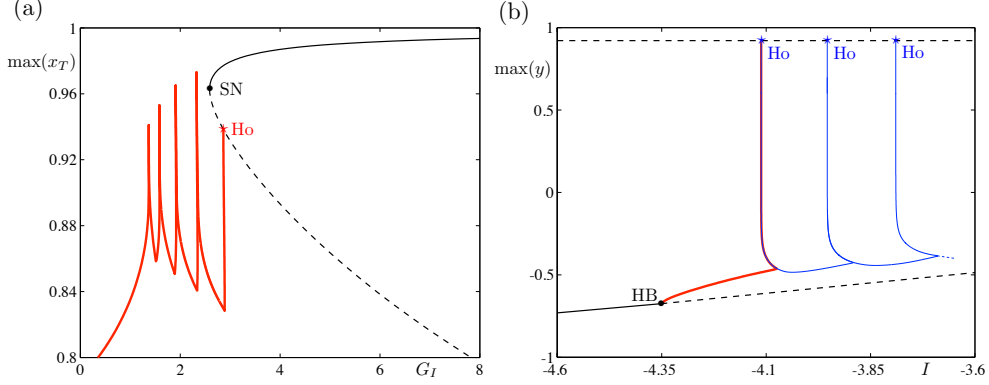 (a)
1
max(x_T)
0.96
0.92
0.88
0.84
0.8
SN
Ho
0
2
4
6
G_I
8
(b)
1
max(y)
0.5
0
-0.5
-1
Ho
Ho
Ho
HB
-4.6
-4.35
-4.1
-3.85
I
-3.6